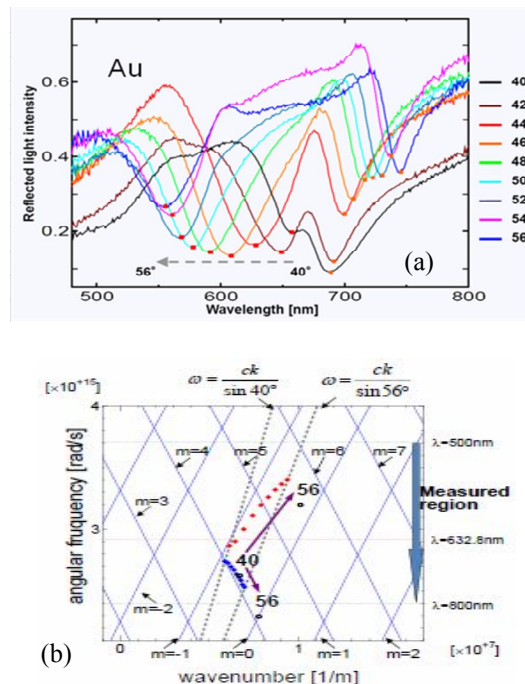 Au
(a)
Reflected light intensity
0.6
0.4
0.2
56° 40°
500 600 700 800
Wavelength [nm]
40
42
44
46
48
50
52
54
56
ω = ck / sin 40° ω = ck / sin 56°
[×10+15]
angular fruquency [rad/s]
4
3
m=4 m=5 m=6 m=7
m=3
m=-2
56
40
56
λ=500nm
Measured region
λ=632.8nm
λ=800nm
m=-1 m=0 m=1 m=2
0 1
[×10+7]
wavenumber [1/m]
(b)